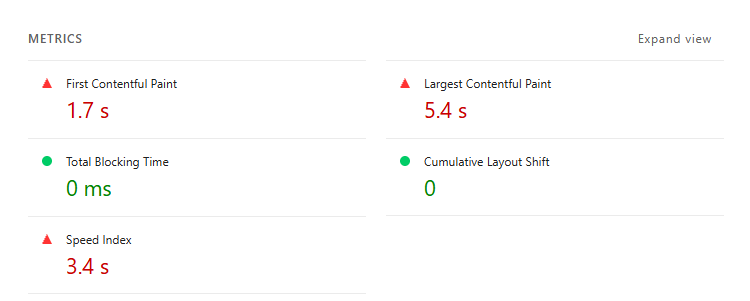 METRICS
Expand view
First Contentful Paint
1.7 s
Largest Contentful Paint
5.4 s
Total Blocking Time
0 ms
Cumulative Layout Shift
0
Speed Index
3.4 s